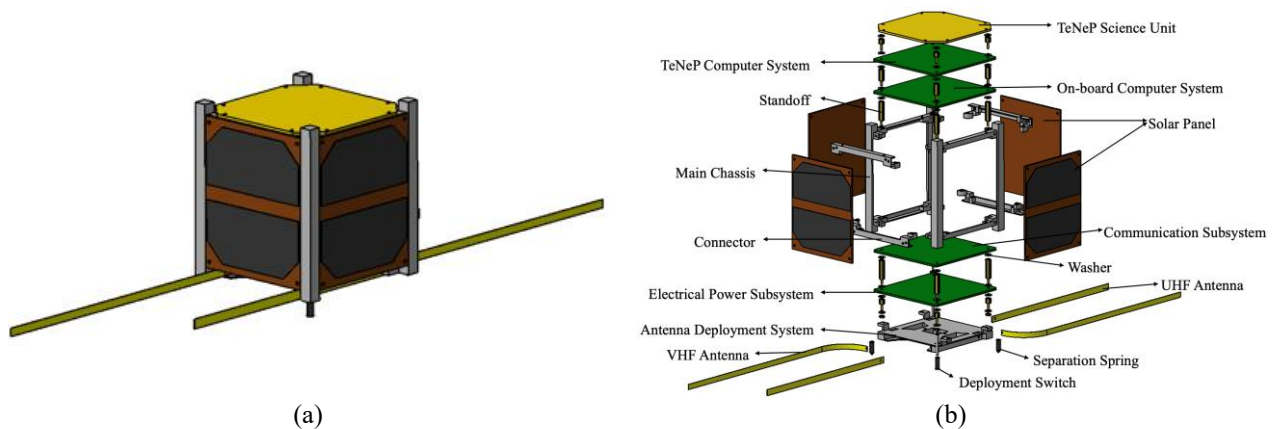 TeNeP Science Unit
TeNeP Computer System
On-board Computer System
Standoff
Solar Panel
Main Chassis
Connector
Communication Subsystem
Washer
Electrical Power Subsystem
UHF Antenna
Antenna Deployment System
VHF Antenna
Separation Spring
Deployment Switch
(a)
(b)